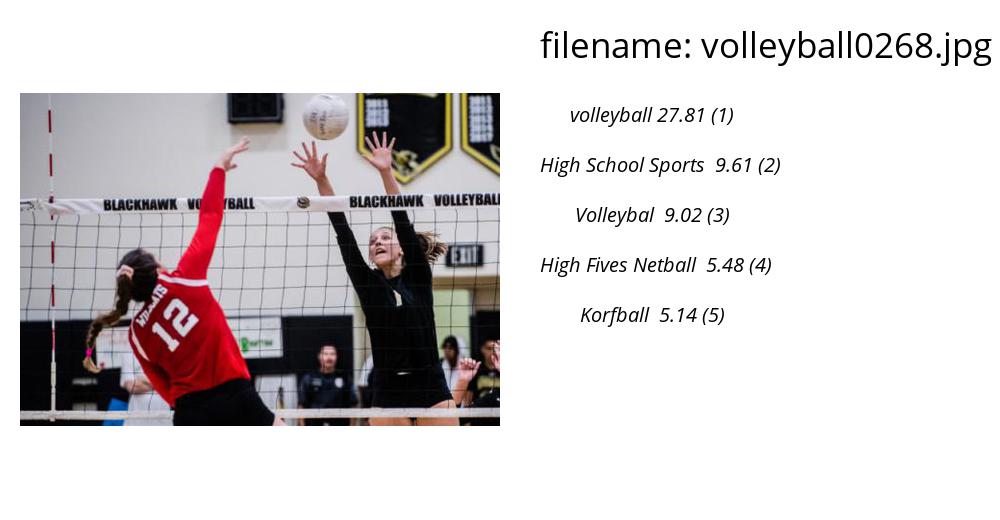 filename: volleyball0268.jpg
volleyball 27.81 (1)
High School Sports 9.61 (2)
Volleybal 9.02 (3)
High Fives Netball 5.48 (4)
Korfball 5.14 (5)
BLACKHAWK VOLLEYBALL BLACKHAWK VOLLEYBALL
EXIT
WILDCATS
12